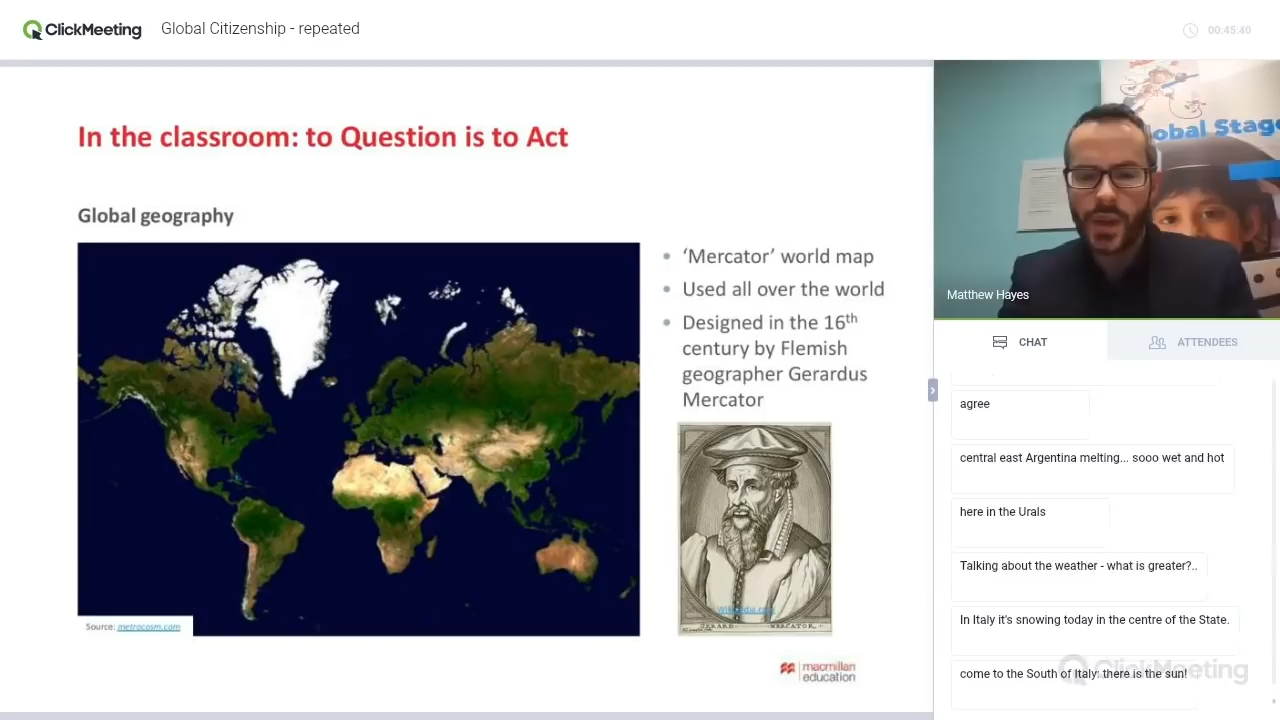 ClickMeeting
Global Citizenship - repeated
00:45:40
In the classroom: to Question is to Act
Global geography
• ‘Mercator’ world map
• Used all over the world
• Designed in the 16th
century by Flemish
geographer Gerardus
Mercator
Source: metrocosm.com
Wikipedia.com
MERCATOR
macmillan
education
obal Stage
Matthew Hayes
CHAT
ATTENDEES
agree
central east Argentina melting... sooo wet and hot
here in the Urals
Talking about the weather - what is greater?..
In Italy it's snowing today in the centre of the State.
come to the South of Italy: there is the sun!
ClickMeeting